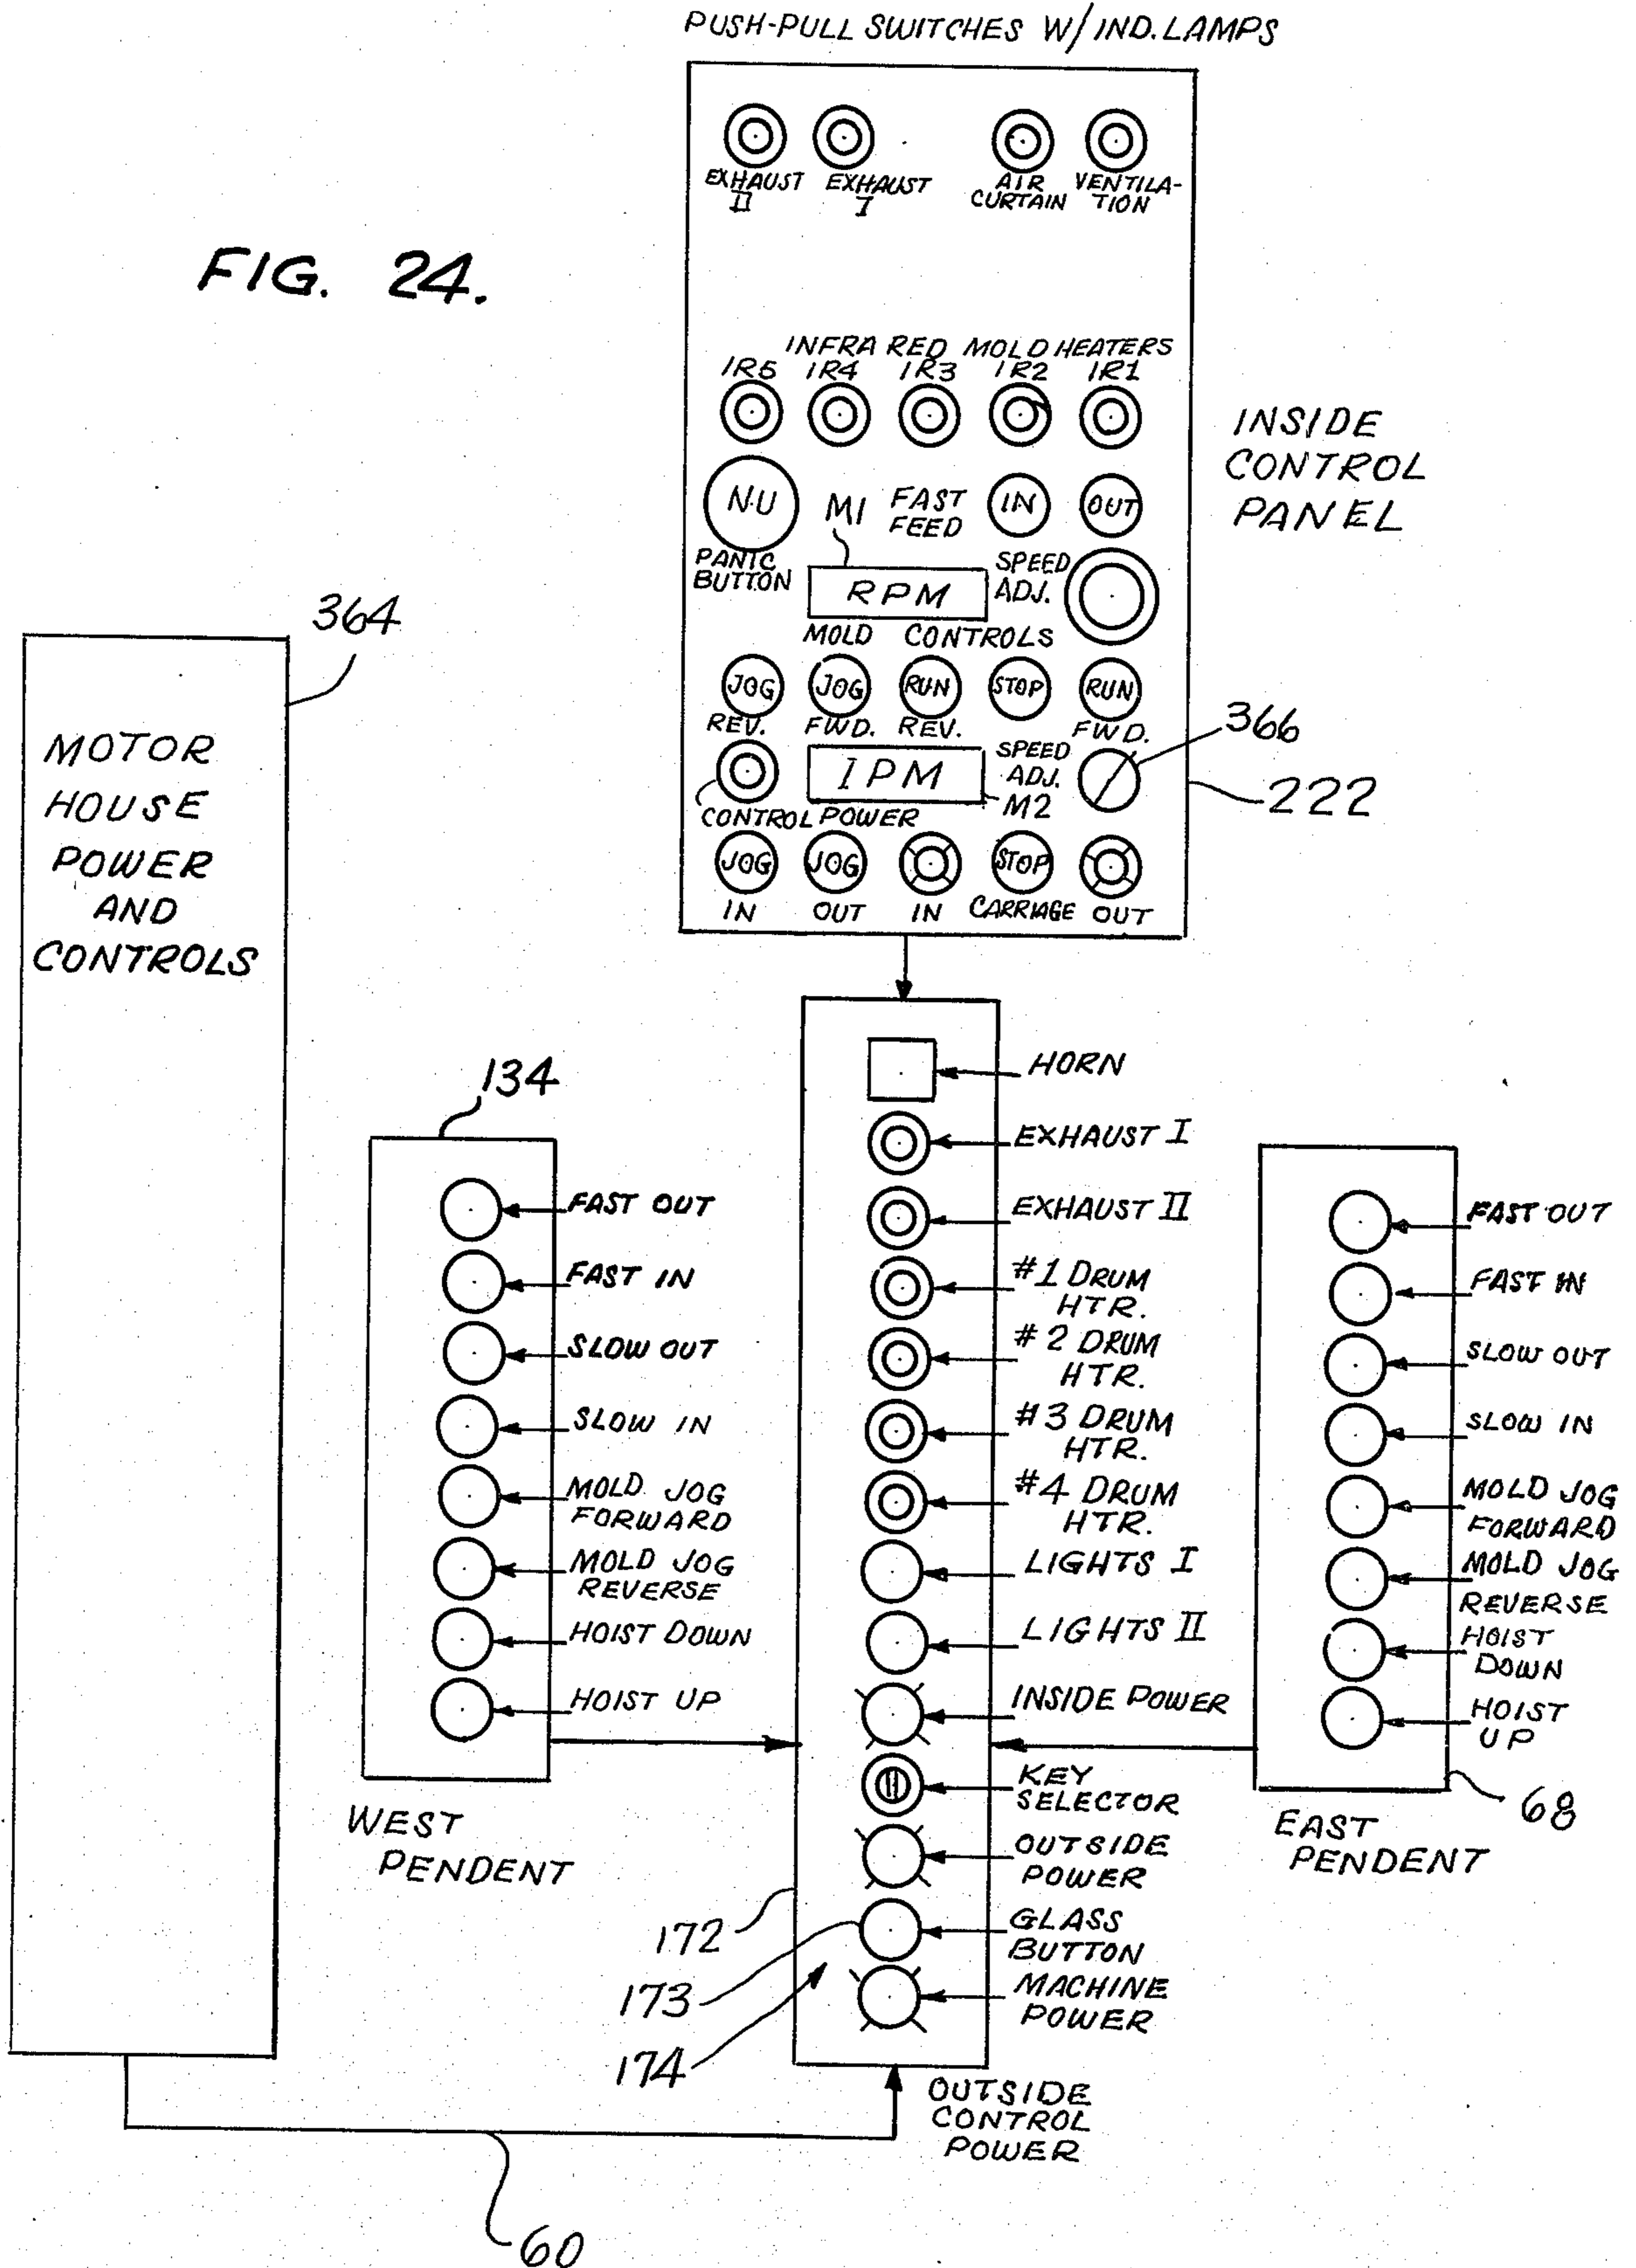 PUSH-PULL SWITCHES W/ IND. LAMPS
EXHAUST II
EXHAUST I
AIR CURTAIN
VENTILA-
TION
FIG. 24.
INFRA RED MOLD HEATERS
IR5 IR4 IR3 IR2 IR1
INSIDE
CONTROL
PANEL
N.U
M1
FAST
FEED
IN
OUT
PANIC
BUTTON
RPM
SPEED
ADJ.
MOLD CONTROLS
JOG JOG RUN STOP RUN
REV. FWD. REV. FWD.
366
IPM
SPEED
ADJ.
M2
222
CONTROL POWER
JOG JOG STOP
IN OUT IN CARRIAGE OUT
364
MOTOR
HOUSE
POWER
AND
CONTROLS
134
FAST OUT
FAST IN
SLOW OUT
SLOW IN
MOLD JOG
FORWARD
MOLD JOG
REVERSE
HOIST DOWN
HOIST UP
WEST
PENDENT
HORN
EXHAUST I
EXHAUST II
#1 DRUM
HTR.
#2 DRUM
HTR.
#3 DRUM
HTR.
#4 DRUM
HTR.
LIGHTS I
LIGHTS II
INSIDE POWER
KEY
SELECTOR
OUTSIDE
POWER
GLASS
BUTTON
MACHINE
POWER
172
173
174
OUTSIDE
CONTROL
POWER
FAST OUT
FAST IN
SLOW OUT
SLOW IN
MOLD JOG
FORWARD
MOLD JOG
REVERSE
HOIST
DOWN
HOIST
UP
68
EAST
PENDENT
60